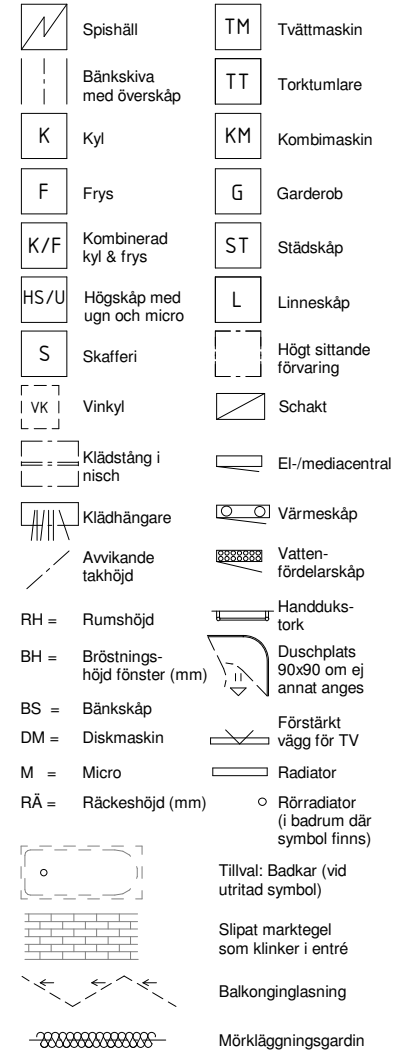 Spishäll
Bänkskiva
med överskåp
K Kyl
F Frys
K/F Kombinerad
kyl & frys
HS/U Högskåp med
ugn och micro
S Skafferi
VK Vinkyl
Klädstång i
nisch
Klädhängare
Avvikande
takhöjd
RH = Rumshöjd
BH = Bröstnings-
höjd fönster (mm)
BS = Bänkskåp
DM = Diskmaskin
M = Micro
RÄ = Räckeshöjd (mm)
TM Tvättmaskin
TT Torktumlare
KM Kombimaskin
G Garderob
ST Städskåp
L Linneskåp
Högt sittande
förvaring
Schakt
El-/mediacentral
Värmeskåp
Vatten-
fördelarskåp
Handduks-
tork
Duschplats
90x90 om ej
annat anges
Förstärkt
vägg för TV
Radiator
Rörradiator
(i badrum där
symbol finns)
Tillval: Badkar (vid
utritad symbol)
Slipat marktegel
som klinker i entré
Balkonginglasning
Mörkläggningsgardin